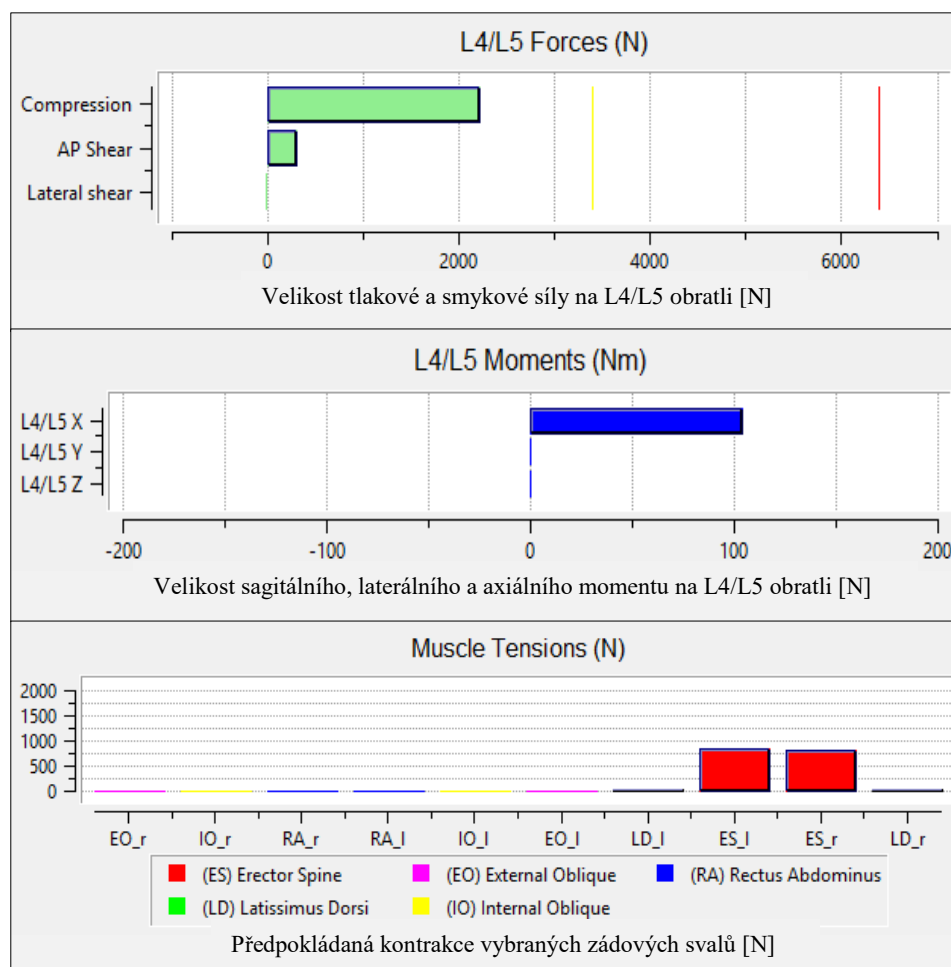 L4/L5 Forces (N)
Compression
AP Shear
Lateral shear
0 2000 4000 6000
Velikost tlakové a smykové síly na L4/L5 obratli [N]
L4/L5 Moments (Nm)
L4/L5 X
L4/L5 Y
L4/L5 Z
-200 -100 0 100 200
Velikost sagitálního, laterálního a axiálního momentu na L4/L5 obratli [N]
Muscle Tensions (N)
2000
1500
1000
500
0
EO_r IO_r RA_r RA_l IO_l EO_l LD_l ES_l ES_r LD_r
(ES) Erector Spine (EO) External Oblique (RA) Rectus Abdominus
(LD) Latissimus Dorsi (IO) Internal Oblique
Předpokládaná kontrakce vybraných zádových svalů [N]